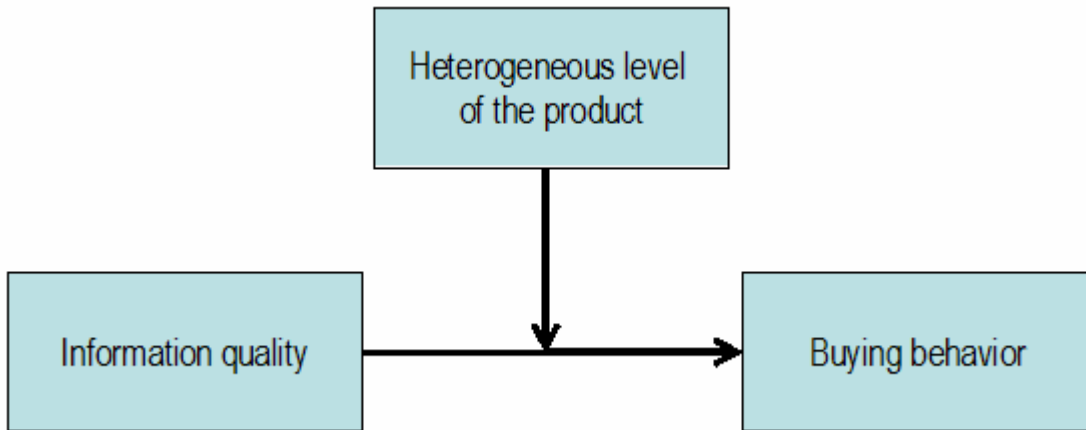 Heterogeneous level
of the product
Information quality
Buying behavior